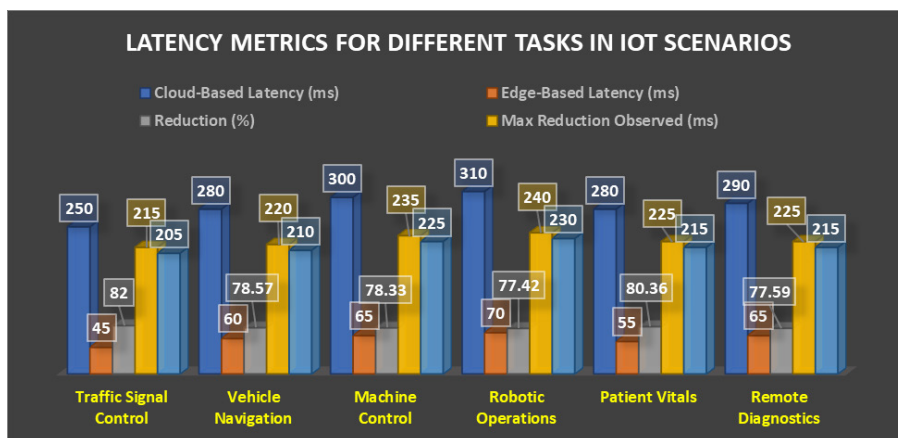 LATENCY METRICS FOR DIFFERENT TASKS IN IOT SCENARIOS
Cloud-Based Latency (ms)
Edge-Based Latency (ms)
Reduction (%)
Max Reduction Observed (ms)
250
45
82
215
205
280
60
78.57
220
210
300
65
78.33
235
225
310
70
77.42
240
230
280
55
80.36
225
215
290
65
77.59
225
215
Traffic Signal
Control
Vehicle
Navigation
Machine
Control
Robotic
Operations
Patient Vitals
Remote
Diagnostics